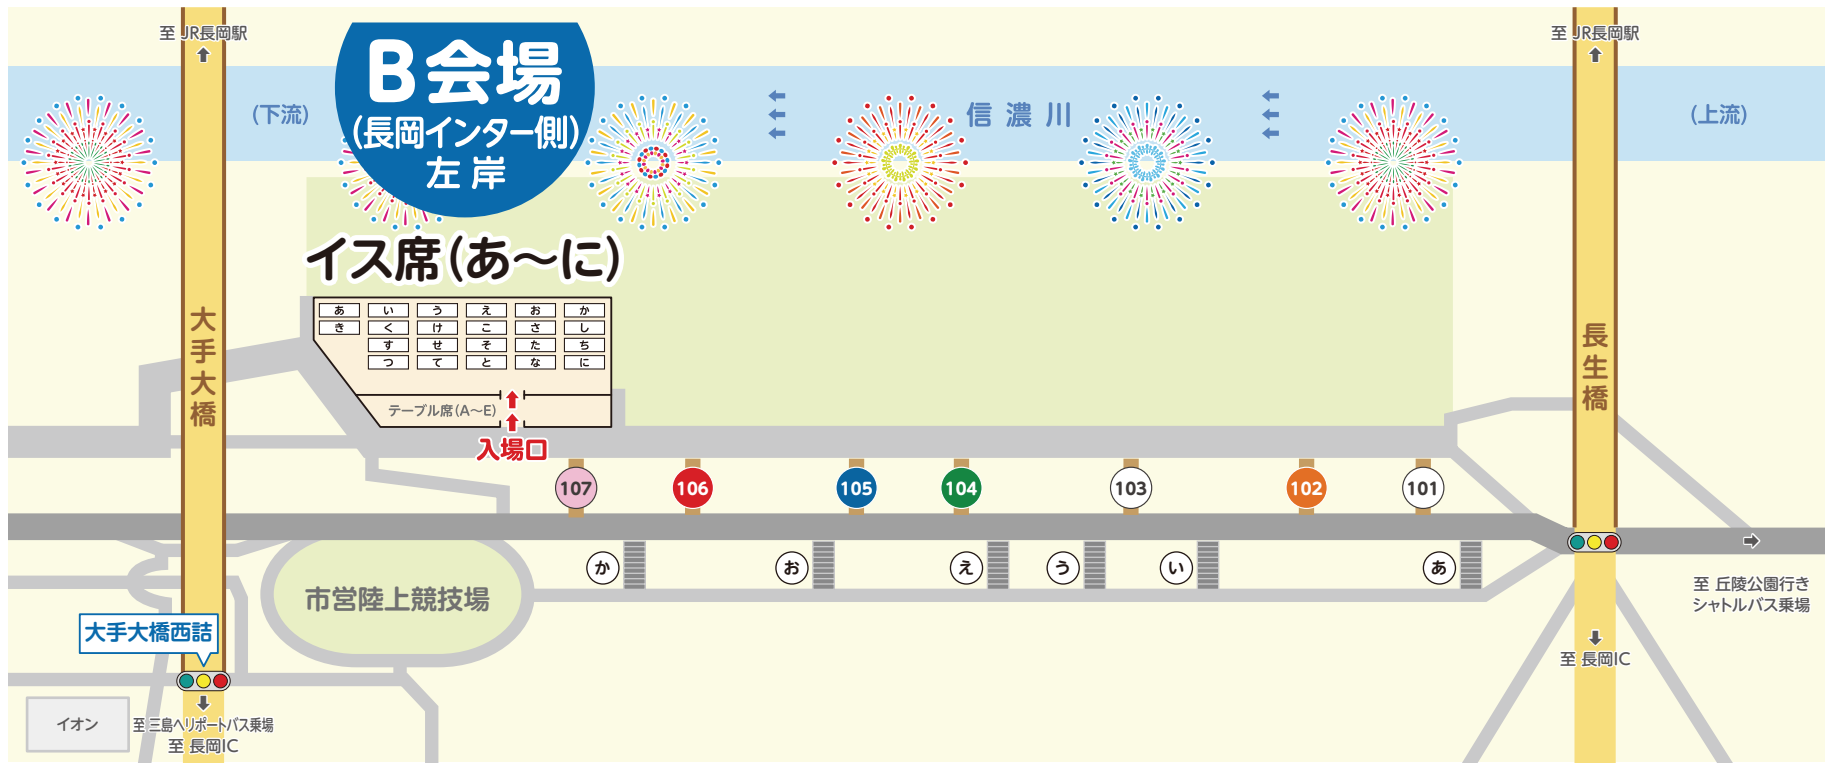 至 JR長岡駅
至 JR長岡駅
B会場
(長岡インター側)
左岸
(下流)
信濃川
(上流)
イス席(あ〜に)
あ い う え お か
き く け こ さ し
す せ そ た ち
つ て と な に
テーブル席(A〜E)
入場口
大手大橋
長生橋
107 106 105 104 103 102 101
か お え う い あ
市営陸上競技場
大手大橋西詰
至 丘陵公園行き
シャトルバス乗場
至 長岡IC
イオン
至 三島ヘリポートバス乗場
至 長岡IC